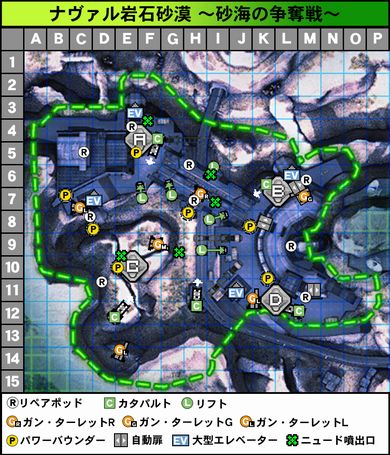 ナヴァル岩石砂漠 ～砂海の争奪戦～
A B C D E F G H I J K L M N O P
1
2
3
4
5
6
7
8
9
10
11
12
13
14
15
EV
A
C
R
R
P
R
L
EV
C
B
R
P
L
L
L
G R
G
P
G
EV
R
P
R
P
L
P
G
L
R
P
C
R
P
D
EV
G
R
C
C
C
R
G
Rリペアポッド Cカタパルト Lリフト
GRガン・ターレットR GGガン・ターレットG GLガン・ターレットL
Pパワーバウンダー 自動扉 EV大型エレベーター ニュード噴出口